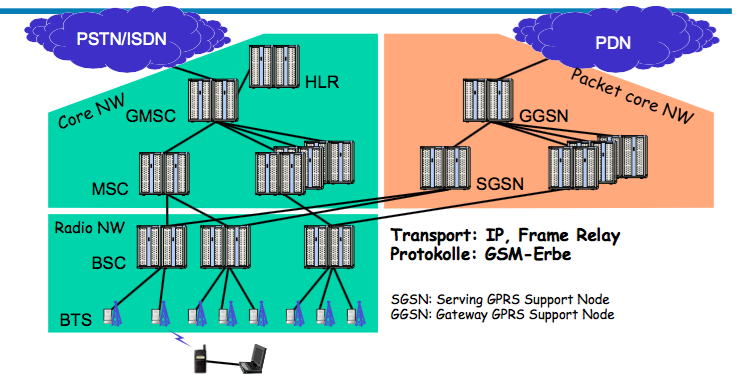 PSTN/ISDN
PDN
HLR
Core NW
GMSC
Packet core NW
GGSN
MSC
SGSN
Radio NW
BSC
Transport: IP, Frame Relay
Protokolle: GSM-Erbe
BTS
SGSN: Serving GPRS Support Node
GGSN: Gateway GPRS Support Node